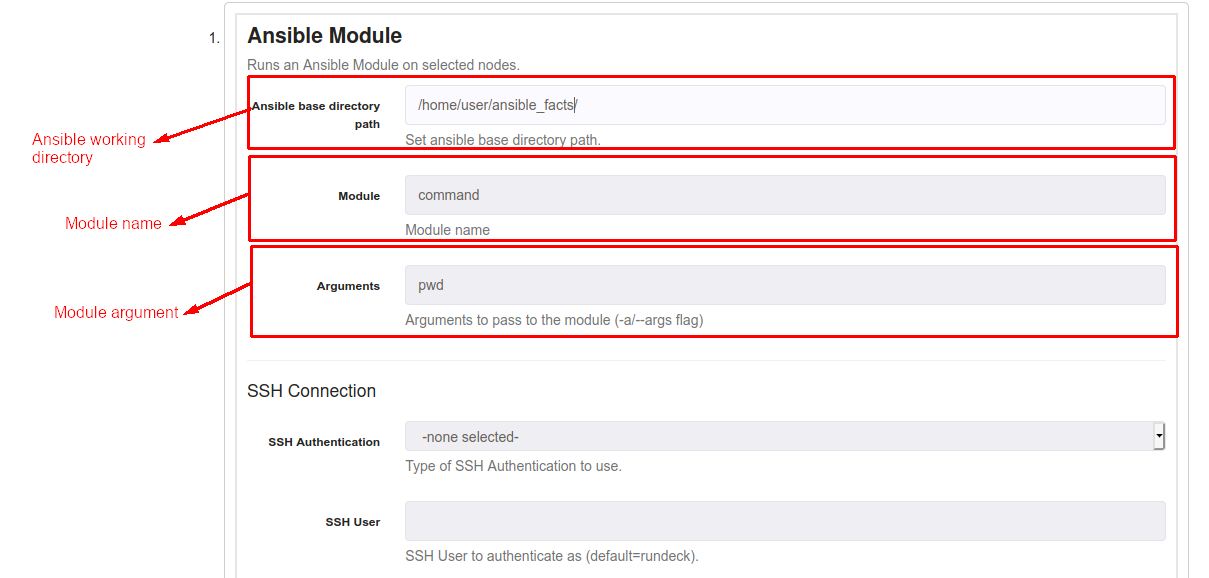 1.
Ansible Module
Runs an Ansible Module on selected nodes.
Ansible base directory
path
/home/user/ansible_facts/
Set ansible base directory path.
Ansible working
directory
Module
command
Module name
Module name
Arguments
pwd
Arguments to pass to the module (-a/--args flag)
Module argument
SSH Connection
SSH Authentication
-none selected-
Type of SSH Authentication to use.
SSH User
SSH User to authenticate as (default=rundeck).